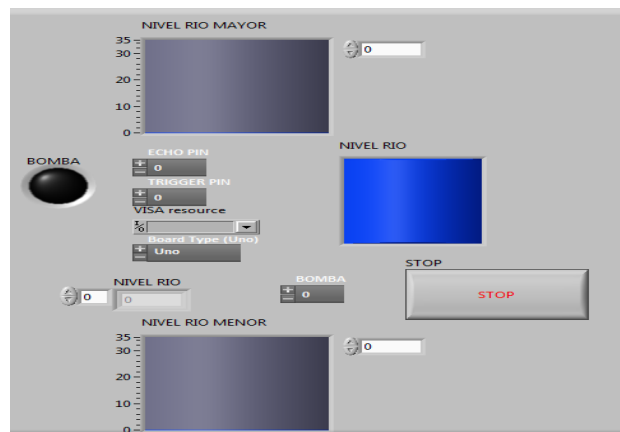 NIVEL RIO MAYOR
35
30
20
10
0
0
BOMBA
ECHO PIN
0
TRIGGER PIN
0
VISA resource
I/O
Board Type (Uno)
Uno
NIVEL RIO
NIVEL RIO
0
0
BOMBA
0
STOP
STOP
NIVEL RIO MENOR
35
30
20
10
0
0